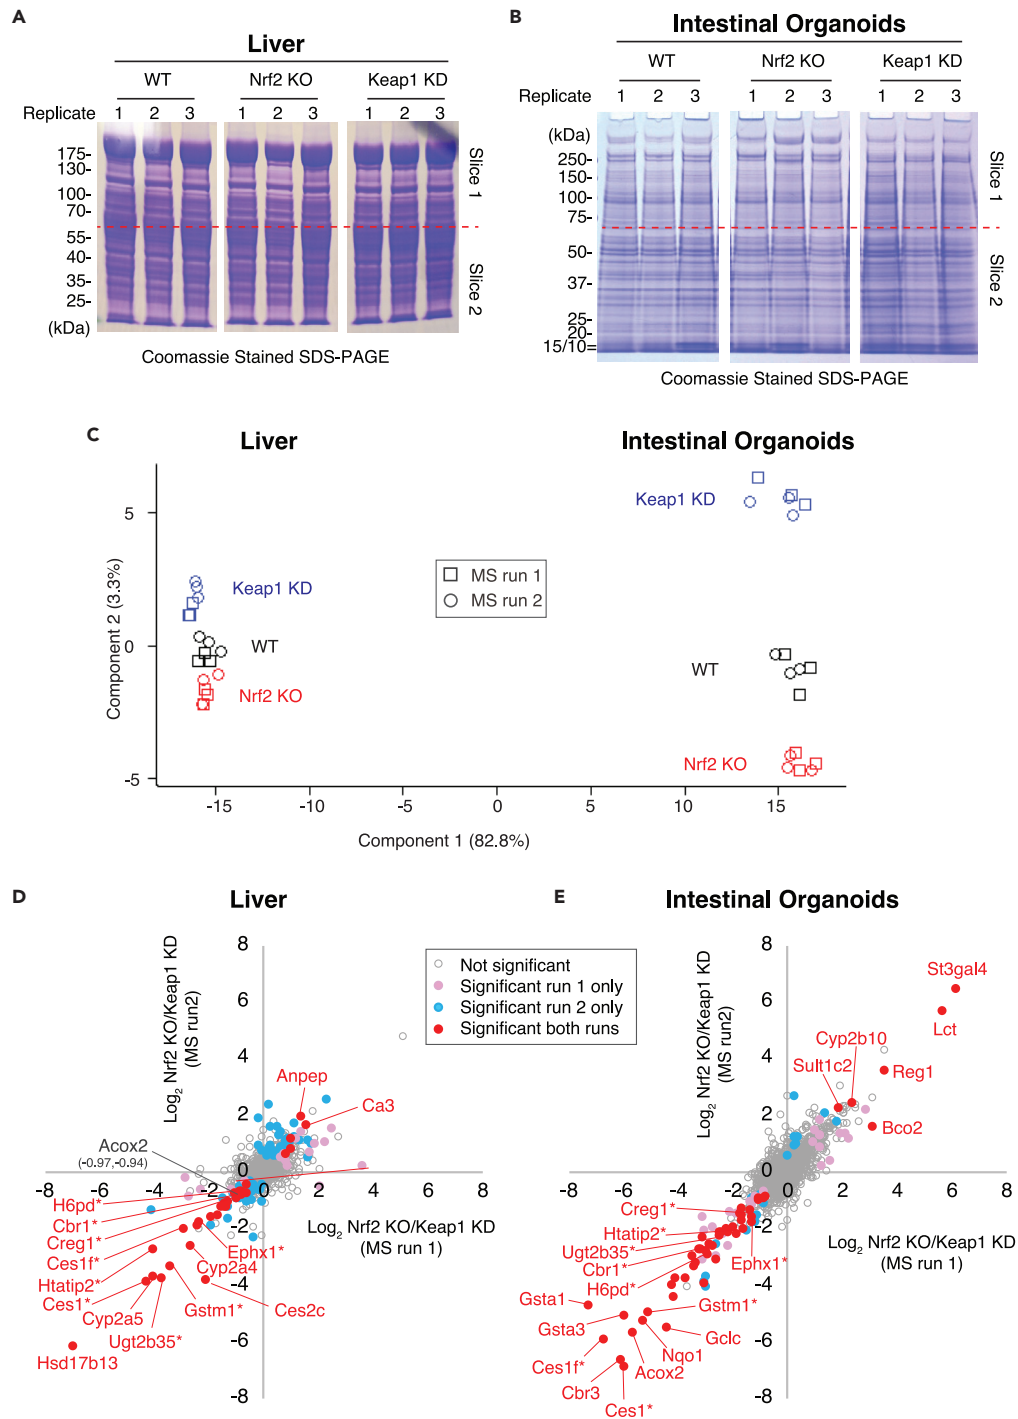 A
Liver
WT Nrf2 KO Keap1 KD
Replicate 1 2 3 1 2 3 1 2 3
175-
130-
100-
70-
55-
40-
35-
25-
(kDa)
Slice 1
Slice 2
Coomassie Stained SDS-PAGE
B
Intestinal Organoids
WT Nrf2 KO Keap1 KD
Replicate 1 2 3 1 2 3 1 2 3
(kDa)
250-
150-
100-
75-
50-
37-
25-
20-
15/10=
Slice 1
Slice 2
Coomassie Stained SDS-PAGE
C
Liver
Intestinal Organoids
Component 2 (3.3%)
5
0
-5
Keap1 KD
WT
Nrf2 KO
MS run 1
MS run 2
Keap1 KD
WT
Nrf2 KO
-15 -10 -5 0 5 10 15
Component 1 (82.8%)
D
Liver
Log2 Nrf2 KO/Keap1 KD
(MS run2)
8
6
4
2
0
-2
-4
-6
-8
-8 -6 -4 -2 2 4 6 8
Log2 Nrf2 KO/Keap1 KD
(MS run 1)
Anpep
Ca3
Acox2
(-0.97,-0.94)
H6pd*
Cbr1*
Creg1*
Ces1f*
Htatip2*
Ces1*
Cyp2a5
Ugt2b35*
Hsd17b13
Ephx1*
Cyp2a4
Gstm1*
Ces2c
Not significant
Significant run 1 only
Significant run 2 only
Significant both runs
E
Intestinal Organoids
Log2 Nrf2 KO/Keap1 KD
(MS run2)
8
6
4
2
0
-2
-4
-6
-8
-8 -6 -4 -2 2 4 6 8
Log2 Nrf2 KO/Keap1 KD
(MS run 1)
St3gal4
Lct
Cyp2b10
Sult1c2
Reg1
Bco2
Creg1*
Htatip2*
Ugt2b35*
Cbr1*
H6pd*
Ephx1*
Gsta1
Gsta3
Gstm1*
Gclc
Nqo1
Ces1f*
Acox2
Cbr3
Ces1*